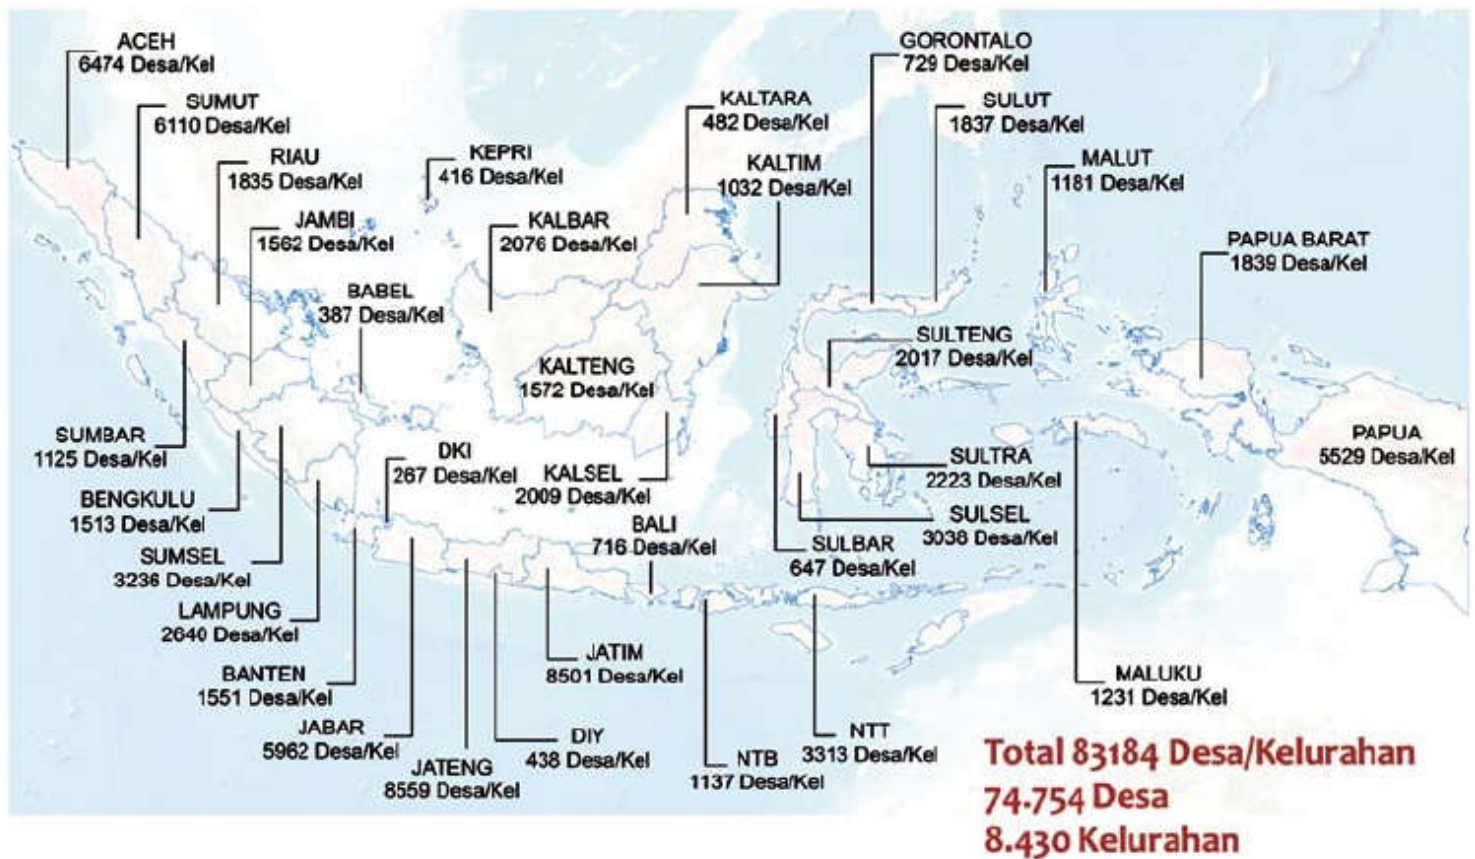 ACEH
6474 Desa/Kel
SUMUT
6110 Desa/Kel
RIAU
1835 Desa/Kel
JAMBI
1562 Desa/Kel
BABEL
387 Desa/Kel
KEPRI
416 Desa/Kel
KALBAR
2076 Desa/Kel
KALTARA
482 Desa/Kel
KALTIM
1032 Desa/Kel
GORONTALO
729 Desa/Kel
SULUT
1837 Desa/Kel
MALUT
1181 Desa/Kel
PAPUA BARAT
1839 Desa/Kel
SULTENG
2017 Desa/Kel
KALTENG
1572 Desa/Kel
PAPUA
5529 Desa/Kel
SUMBAR
1125 Desa/Kel
DKI
267 Desa/Kel
KALSEL
2009 Desa/Kel
SULTRA
2223 Desa/Kel
BENGKULU
1513 Desa/Kel
SULSEL
3038 Desa/Kel
BALI
716 Desa/Kel
SULBAR
647 Desa/Kel
SUMSEL
3236 Desa/Kel
LAMPUNG
2640 Desa/Kel
JATIM
8501 Desa/Kel
BANTEN
1551 Desa/Kel
MALUKU
1231 Desa/Kel
JABAR
5962 Desa/Kel
DIY
438 Desa/Kel
NTT
3313 Desa/Kel
JATENG
8559 Desa/Kel
NTB
1137 Desa/Kel
Total 83184 Desa/Kelurahan
74.754 Desa
8.430 Kelurahan